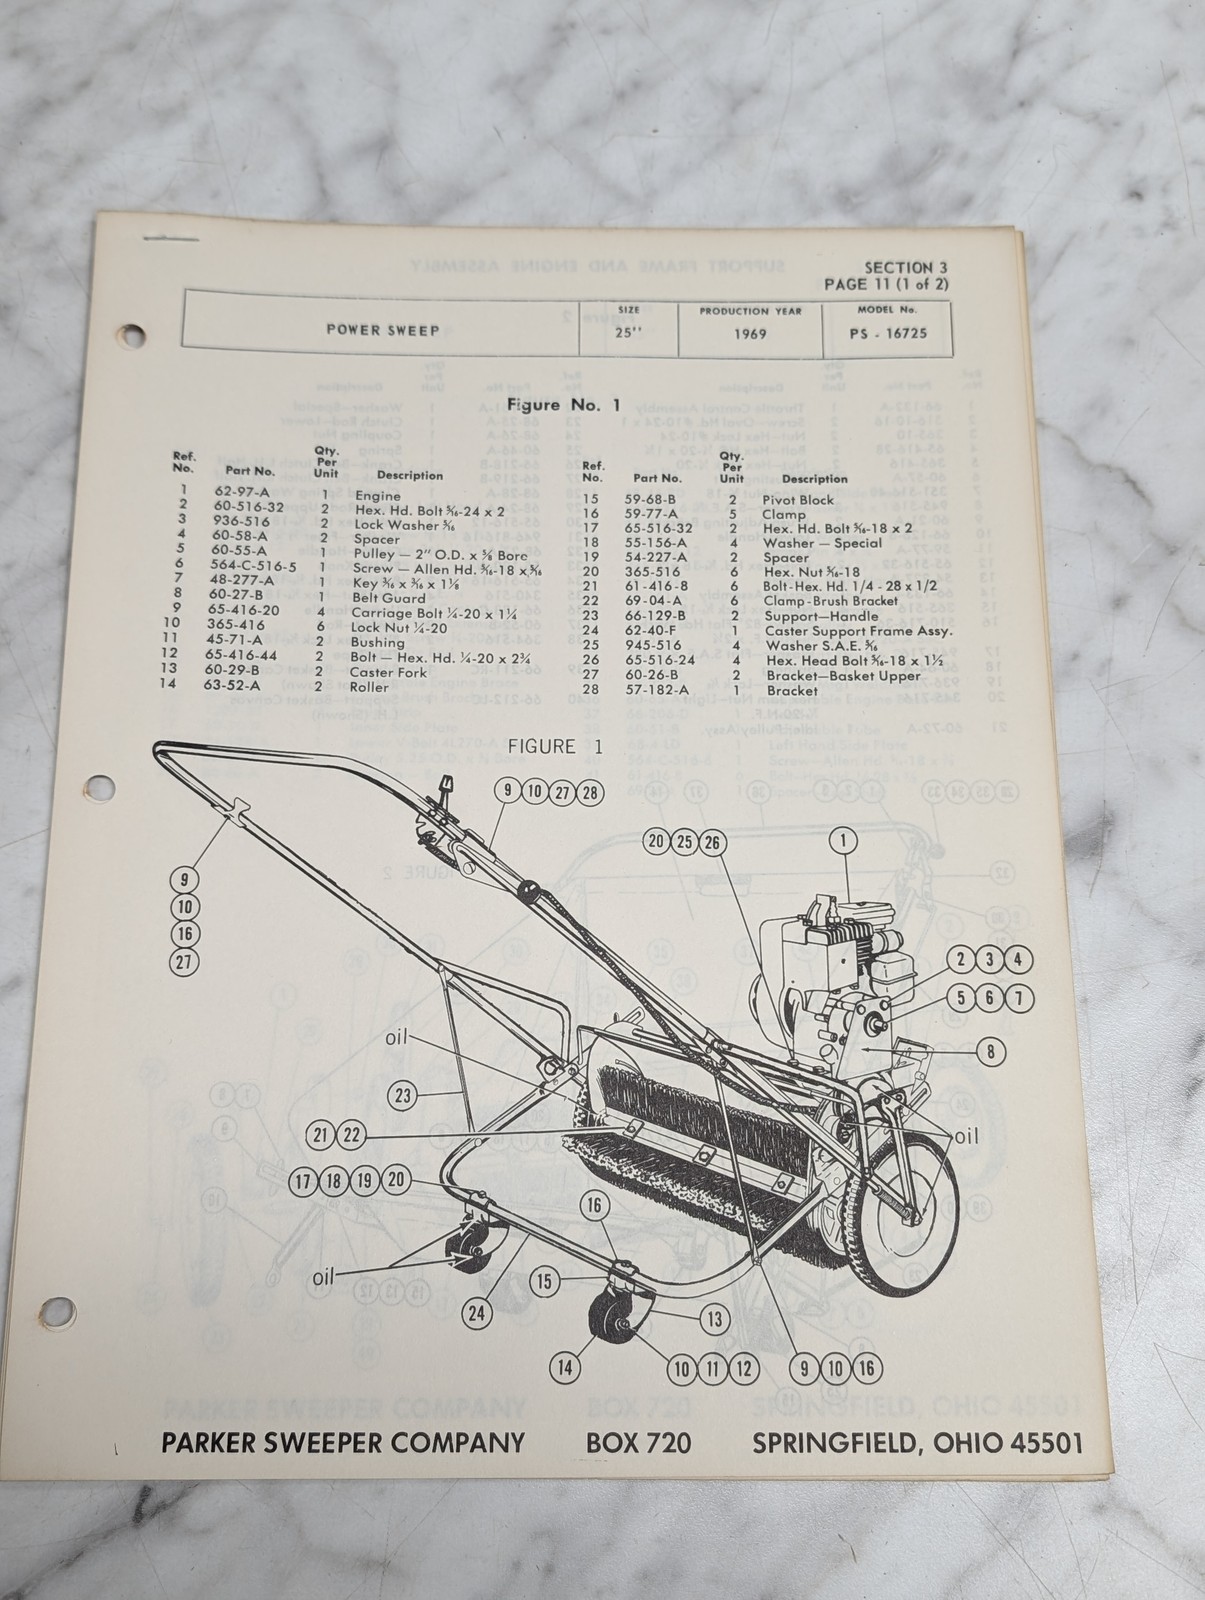 SECTION 3
PAGE 11 (1 of 2)
POWER SWEEP
SIZE
25''
PRODUCTION YEAR
1969
MODEL No.
PS - 16725
Figure No. 1
Ref. No. Part No. Qty. Per Unit Description
1 62-97-A 1 Engine
2 60-516-32 2 Hex. Hd. Bolt 5/16-24 x 2
3 936-516 2 Lock Washer 5/16
4 60-58-A 2 Spacer
5 60-55-A 1 Pulley — 2" O.D. x 5/8 Bore
6 564-C-516-5 1 Screw — Allen Hd. 5/16-18 x 5/16
7 48-277-A 1 Key 3/16 x 3/16 x 1 1/8
8 60-27-B 1 Belt Guard
9 65-416-20 4 Carriage Bolt 1/4-20 x 1 1/4
10 365-416 6 Lock Nut 1/4-20
11 45-71-A 2 Bushing
12 65-416-44 2 Bolt — Hex. Hd. 1/4-20 x 2 3/4
13 60-29-B 2 Caster Fork
14 63-52-A 2 Roller
Ref. No. Part No. Qty. Per Unit Description
15 59-68-B 2 Pivot Block
16 59-77-A 5 Clamp
17 65-516-32 2 Hex. Hd. Bolt 5/16-18 x 2
18 55-156-A 4 Washer — Special
19 54-227-A 2 Spacer
20 365-516 6 Hex. Nut 5/16-18
21 61-416-8 6 Bolt-Hex. Hd. 1/4 - 28 x 1/2
22 69-04-A 6 Clamp-Brush Bracket
23 66-129-B 2 Support—Handle
24 62-40-F 1 Caster Support Frame Assy.
25 945-516 4 Washer S.A.E. 5/16
26 65-516-24 4 Hex. Head Bolt 5/16-18 x 1 1/2
27 60-26-B 2 Bracket—Basket Upper
28 57-182-A 1 Bracket
FIGURE 1
9 10 27 28
20 25 26
1
9
10
16
27
2 3 4
5 6 7
oil
8
23
21 22
oil
17 18 19 20
16
oil
15
24
13
14
10 11 12
9 10 16
PARKER SWEEPER COMPANY BOX 720 SPRINGFIELD, OHIO 45501